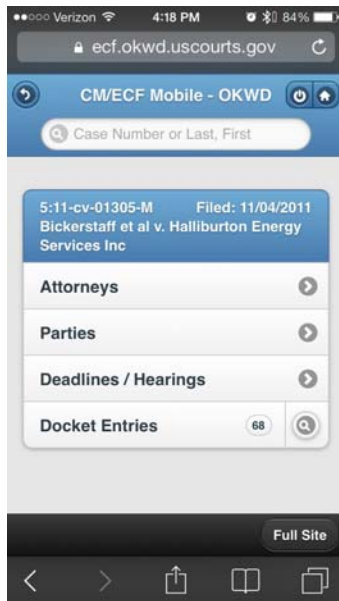 Verizon 4:18 PM 84%
ecf.okwd.uscourts.gov
CM/ECF Mobile - OKWD
Case Number or Last, First
5:11-cv-01305-M Filed: 11/04/2011
Bickerstaff et al v. Halliburton Energy
Services Inc
Attorneys
Parties
Deadlines / Hearings
Docket Entries 68
Full Site